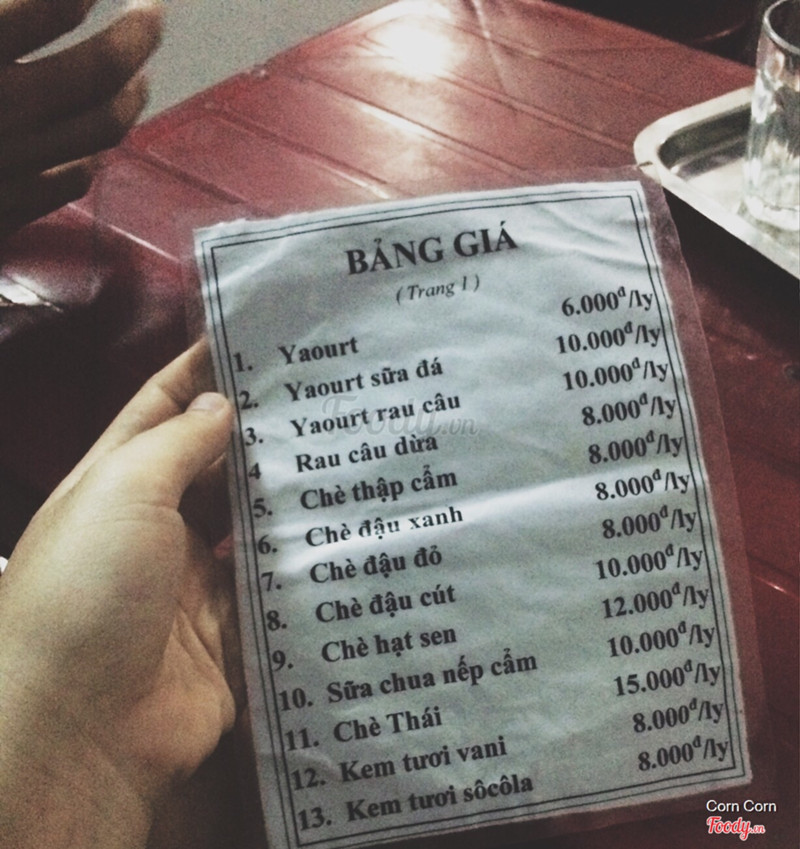 BẢNG GIÁ
( Trang 1 )
1. Yaourt 6.000đ/ly
2. Yaourt sữa đá 10.000đ/ly
3. Yaourt rau câu 10.000đ/ly
4 Rau câu dừa 8.000đ/ly
5. Chè thập cẩm 8.000đ/ly
6. Chè đậu xanh 8.000đ/ly
7. Chè đậu đỏ 8.000đ/ly
8. Chè đậu cút 10.000đ/ly
9. Chè hạt sen 12.000đ/ly
10. Sữa chua nếp cẩm 10.000đ/ly
11. Chè Thái 15.000đ/ly
12. Kem tươi vani 8.000đ/ly
13. Kem tươi sôcôla 8.000đ/ly
Foody.vn
Corn Corn
Foody.vn